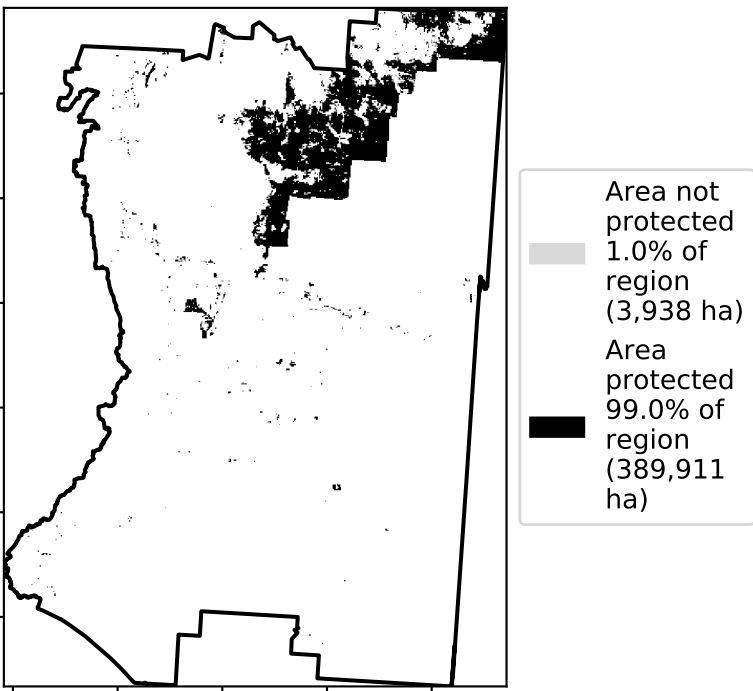 Area not
protected
1.0% of
region
(3,938 ha)
Area
protected
99.0% of
region
(389,911
ha)